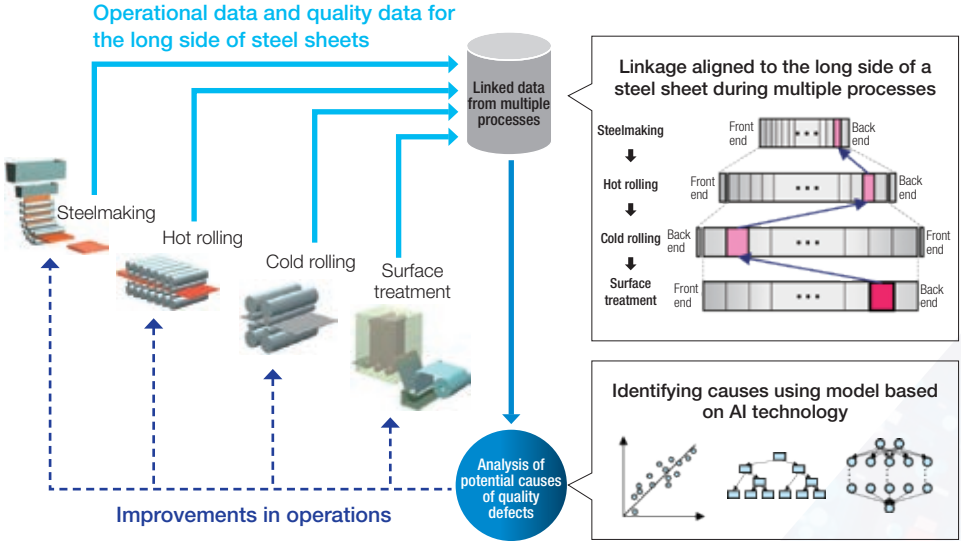 Operational data and quality data for
the long side of steel sheets
Linked data
from multiple
processes
Steelmaking
Hot rolling
Cold rolling
Surface
treatment
Improvements in operations
Analysis of
potential causes
of quality
defects
Linkage aligned to the long side of a
steel sheet during multiple processes
Steelmaking
Front
end
Back
end
Hot rolling
Front
end
Back
end
Cold rolling
Back
end
Front
end
Surface
treatment
Front
end
Back
end
Identifying causes using model based
on AI technology